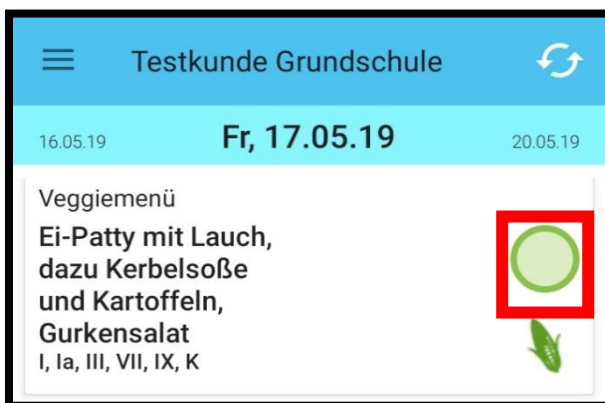 Testkunde Grundschule
16.05.19 Fr, 17.05.19 20.05.19
Veggiemenü
Ei-Patty mit Lauch,
dazu Kerbelsoße
und Kartoffeln,
Gurkensalat
I, Ia, III, VII, IX, K